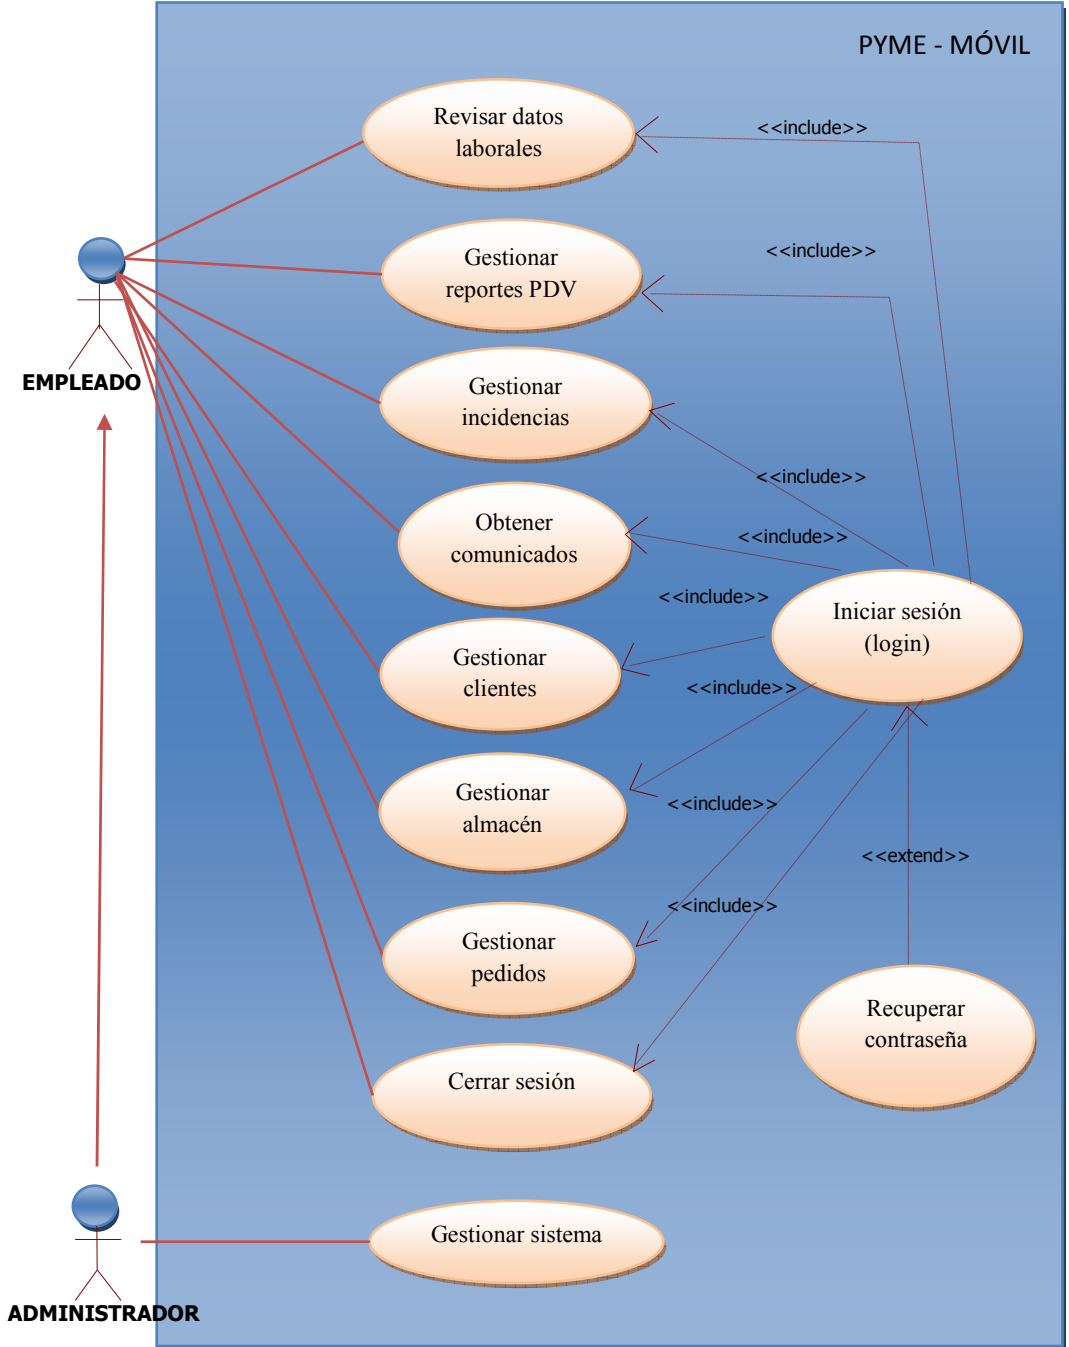 PYME - MÓVIL
Revisar datos
laborales
<<include>>
Gestionar
reportes PDV
<<include>>
EMPLEADO
Gestionar
incidencias
<<include>>
Obtener
comunicados
<<include>>
<<include>>
Iniciar sesión
(login)
Gestionar
clientes
<<include>>
Gestionar
almacén
<<include>>
<<extend>>
<<include>>
Gestionar
pedidos
Recuperar
contraseña
Cerrar sesión
Gestionar sistema
ADMINISTRADOR